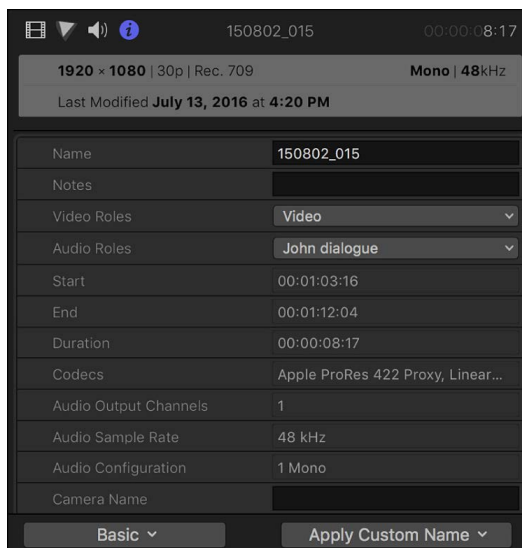 150802_015 00:00:08:17
1920 × 1080 | 30p | Rec. 709 Mono | 48kHz
Last Modified July 13, 2016 at 4:20 PM
Name 150802_015
Notes
Video Roles Video
Audio Roles John dialogue
Start 00:01:03:16
End 00:01:12:04
Duration 00:00:08:17
Codecs Apple ProRes 422 Proxy, Linear...
Audio Output Channels 1
Audio Sample Rate 48 kHz
Audio Configuration 1 Mono
Camera Name
Basic Apply Custom Name